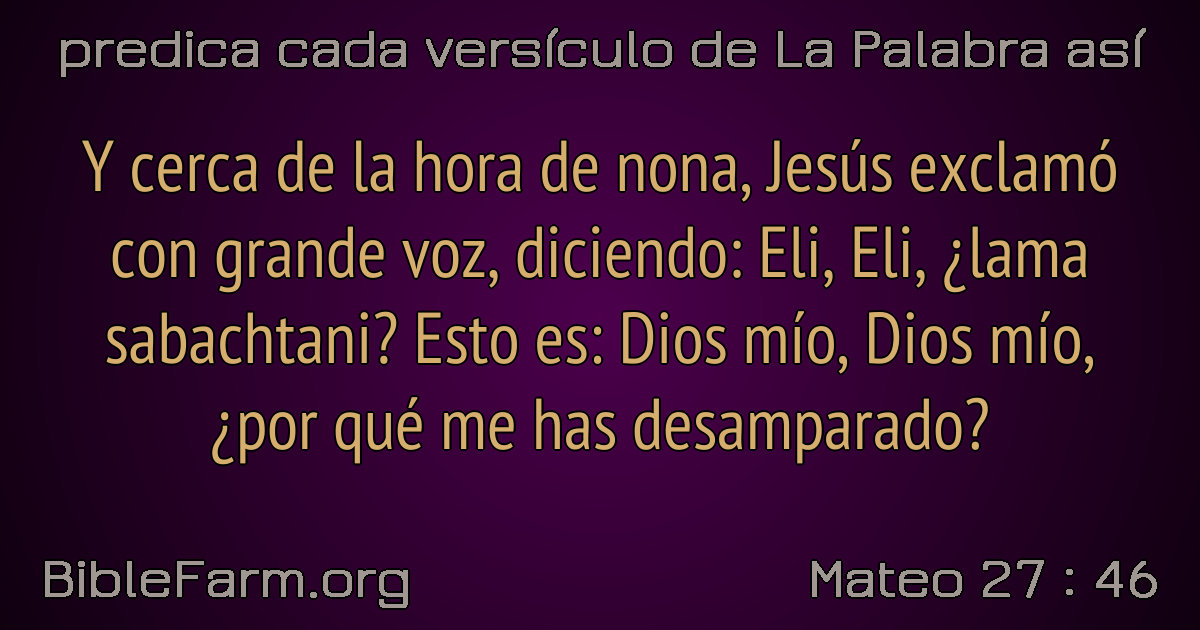 predica cada versículo de La Palabra así
Y cerca de la hora de nona, Jesús exclamó
con grande voz, diciendo: Eli, Eli, ¿lama
sabachtani? Esto es: Dios mío, Dios mío,
¿por qué me has desamparado?
BibleFarm.org
Mateo 27 : 46